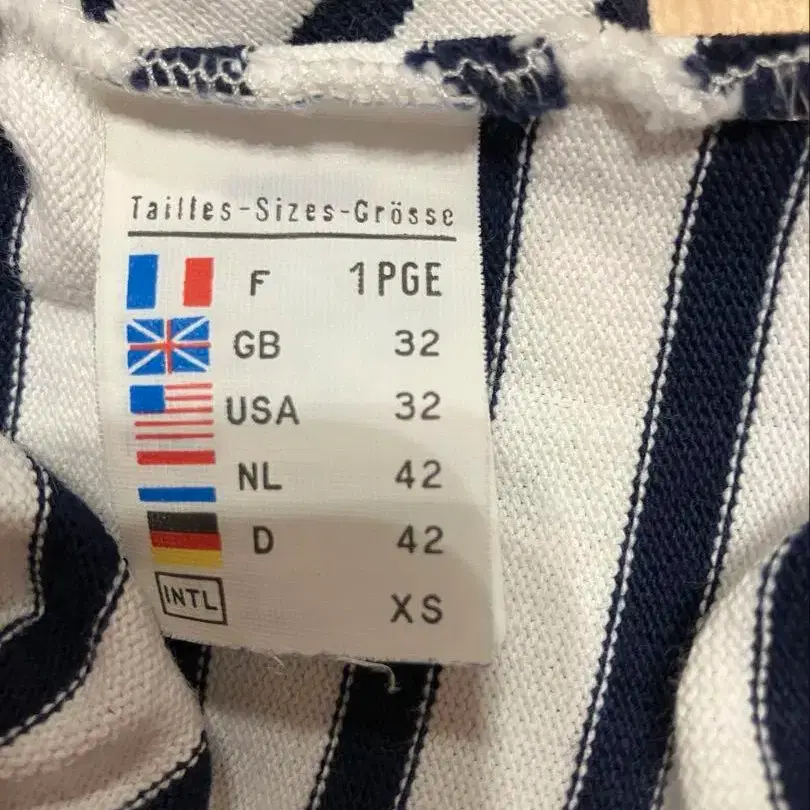 Tailles-Sizes-Grösse
F 1PGE
GB 32
USA 32
NL 42
D 42
INTL XS